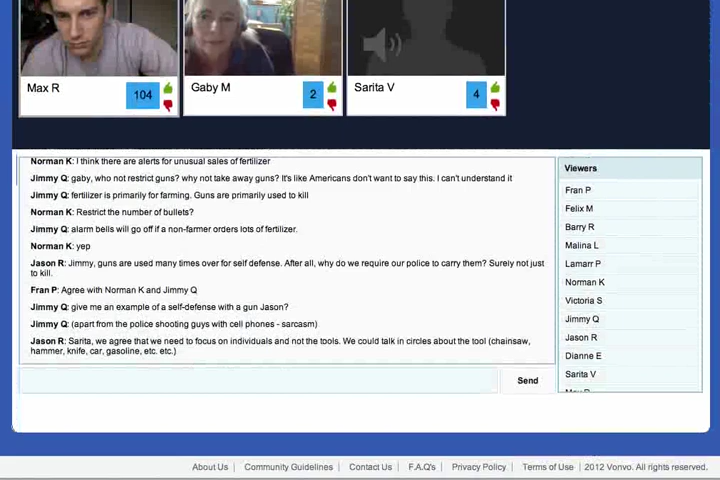 Max R
104
Gaby M
2
Sarita V
4
Norman K: I think there are alerts for unusual sales of fertilizer
Jimmy Q: gaby, who not restrict guns? why not take away guns? It's like Americans don't want to say this. I can't understand it
Jimmy Q: fertilizer is primarily for farming. Guns are primarily used to kill
Norman K: Restrict the number of bullets?
Jimmy Q: alarm bells will go off if a non-farmer orders lots of fertilizer.
Norman K: yep
Jason R: Jimmy, guns are used many times over for self defense. After all, why do we require our police to carry them? Surely not just
to kill.
Fran P: Agree with Norman K and Jimmy Q
Jimmy Q: give me an example of a self-defense with a gun Jason?
Jimmy Q: (apart from the police shooting guys with cell phones - sarcasm)
Jason R: Sarita, we agree that we need to focus on individuals and not the tools. We could talk in circles about the tool (chainsaw,
hammer, knife, car, gasoline, etc. etc.)
Send
Viewers
Fran P
Felix M
Barry R
Malina L
Lamarr P
Norman K
Victoria S
Jimmy Q
Jason R
Dianne E
Sarita V
About Us | Community Guidelines | Contact Us | F.A.Q's | Privacy Policy | Terms of Use | 2012 Vonvo. All rights reserved.